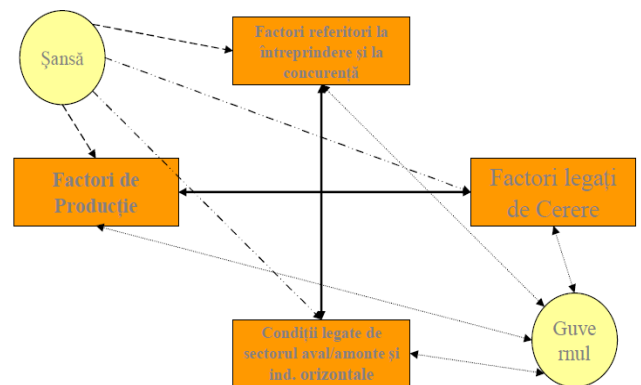 Șansă
Factori referitori la
întreprindere și la
concurență
Factori de
Producție
Factori legați
de Cerere
Condiții legate de
sectorul aval/amonte și
ind. orizontale
Guve
rnul